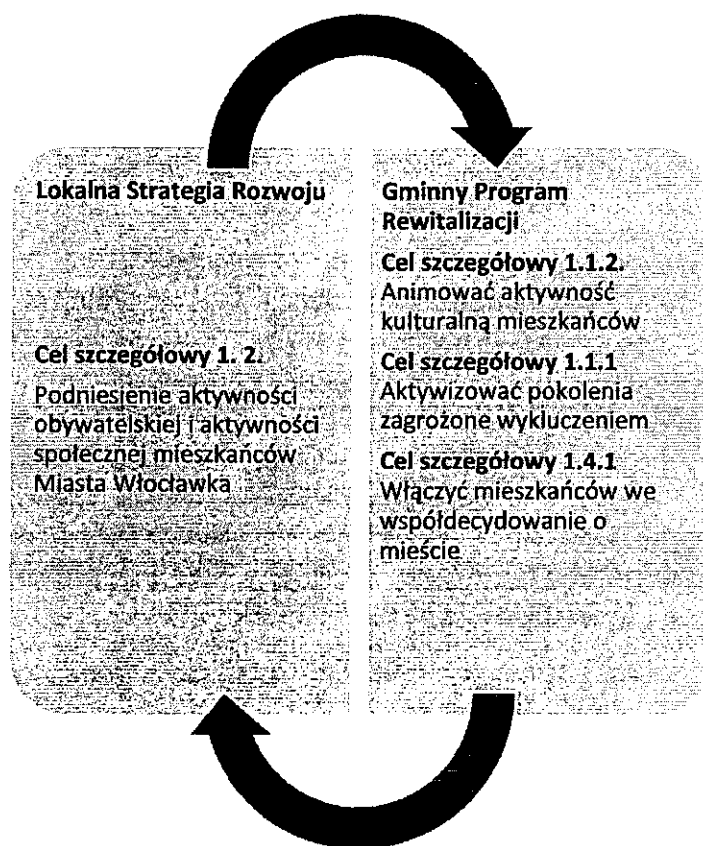 Lokalna Strategia Rozwoju
Cel szczegółowy 1. 2.
Podniesienie aktywności
obywatelskiej i aktywności
społecznej mieszkańców
Miasta Włocławka
Gminny Program
Rewitalizacji
Cel szczegółowy 1.1.2.
Animować aktywność
kulturalną mieszkańców
Cel szczegółowy 1.1.1
Aktywizować pokolenia
zagrożone wykluczeniem
Cel szczegółowy 1.4.1
Włączyć mieszkańców we
współdecydowanie o
mieście